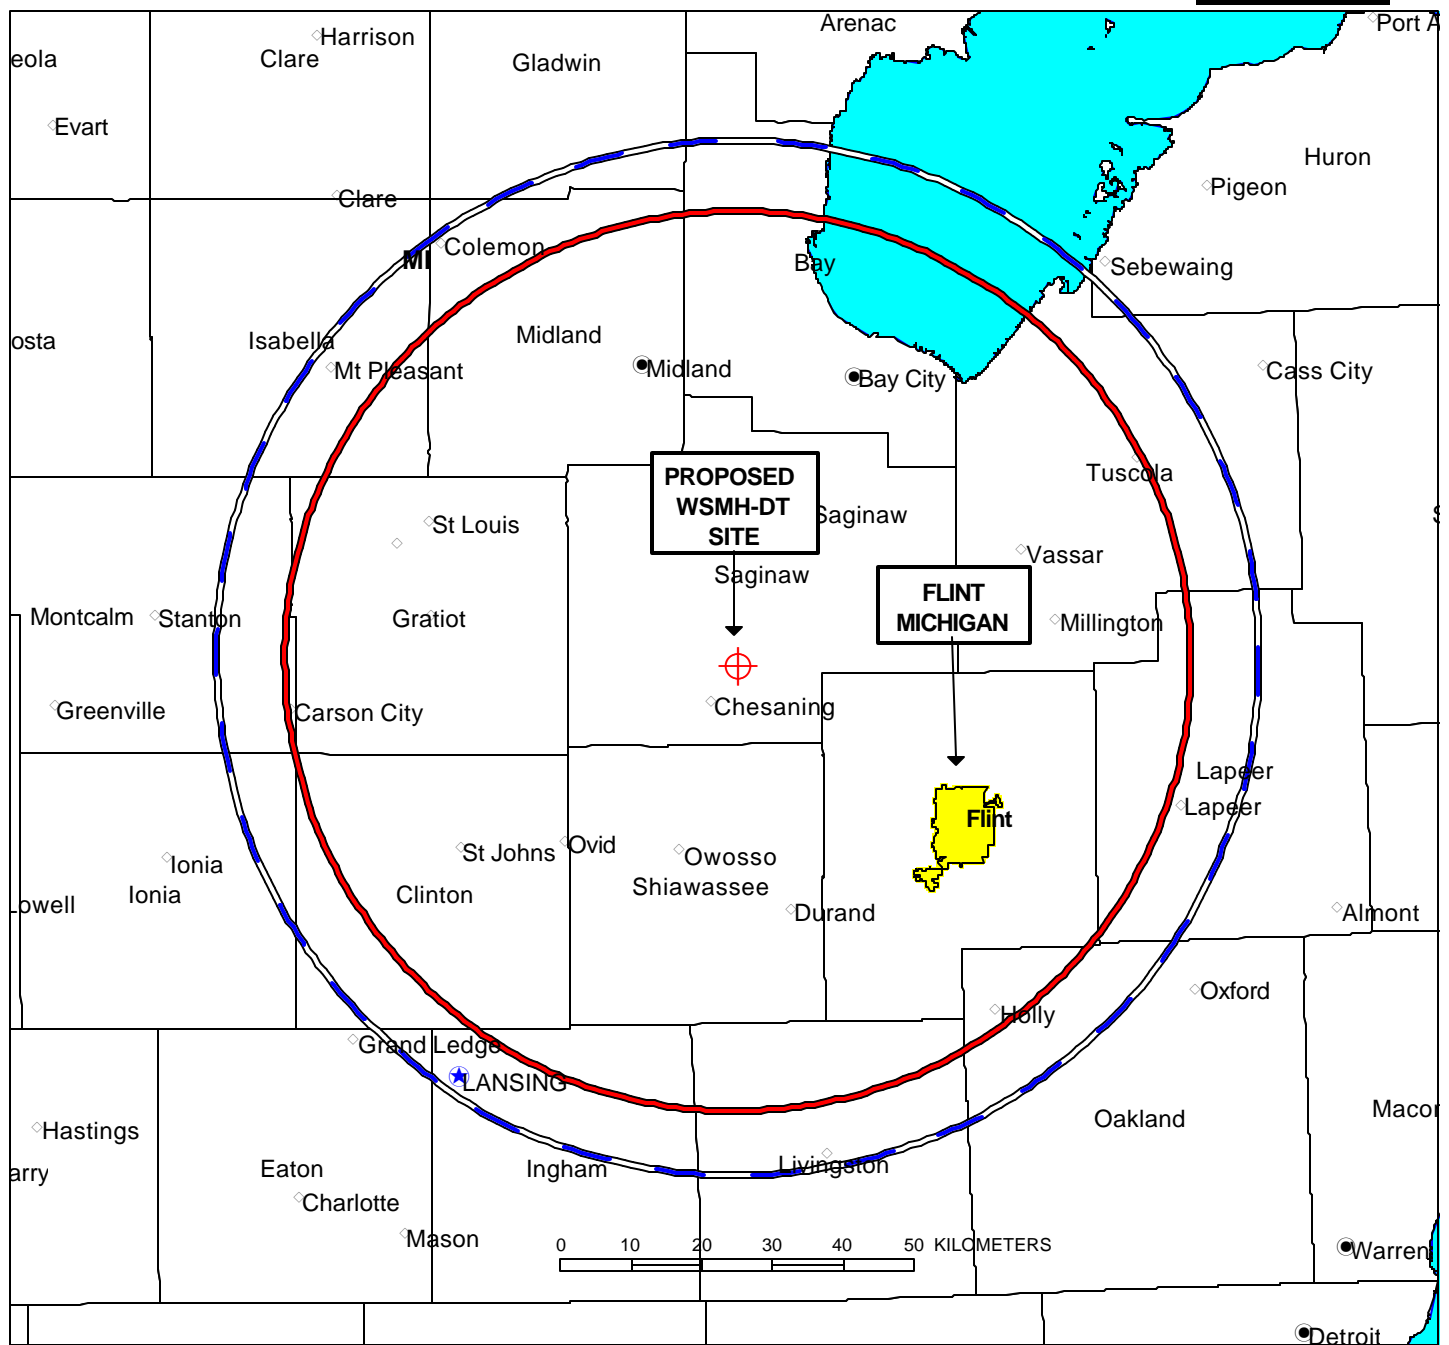 Arenac
Port A
Harrison
eola
Clare
Gladwin
Evart
Huron
Pigeon
Clare
Colemon
MI
Bay
Sebewaing
osta
Isabella
Midland
Mt Pleasant
Midland
Bay City
Cass City
Tuscola
PROPOSED
WSMH-DT
SITE
Saginaw
St Louis
Vassar
Saginaw
FLINT
MICHIGAN
Montcalm
Stanton
Gratiot
Millington
Greenville
Carson City
Chesaning
Lapeer
Lapeer
Flint
Ovid
St Johns
Owosso
Ionia
Shiawassee
Ionia
Clinton
Lowell
Durand
Almont
Oxford
Holly
Grand Ledge
LANSING
Macor
Oakland
Hastings
Livingston
Ingham
Eaton
arry
Charlotte
Mason
0 10 20 30 40 50 KILOMETERS
Warren
Detroit